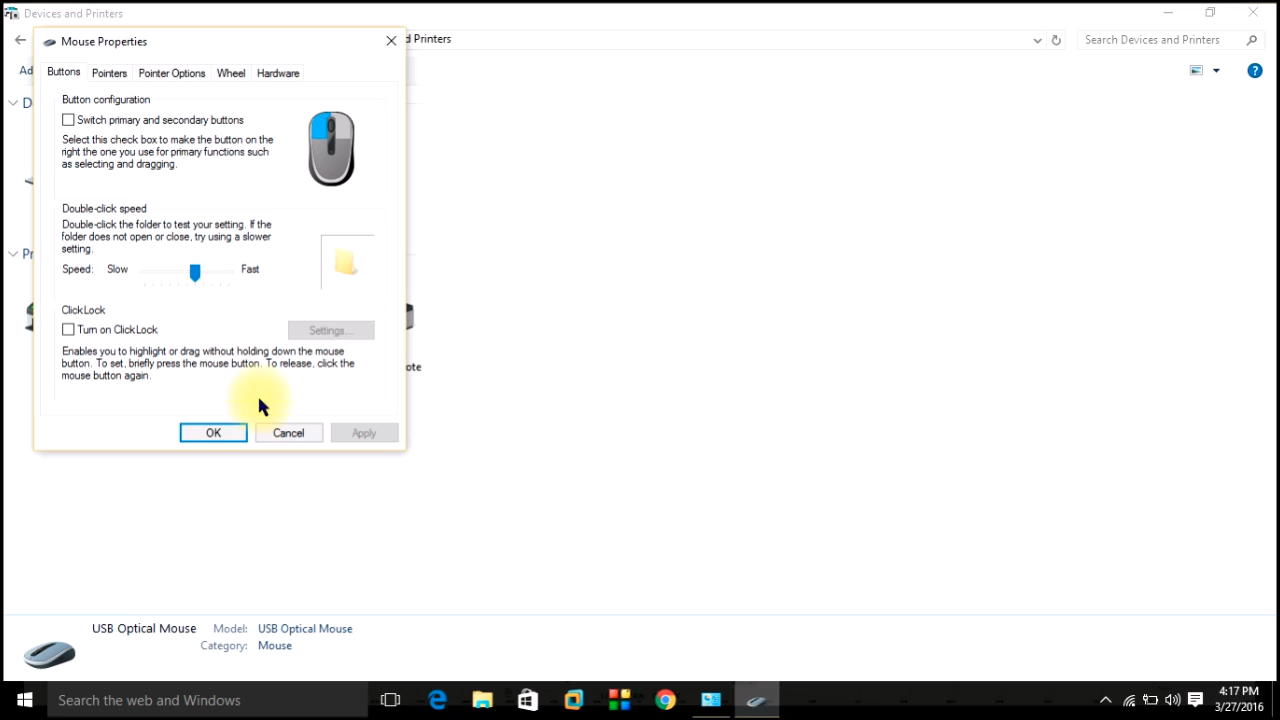 Devices and Printers
Mouse Properties
d Printers
Search Devices and Printers
Ad
Buttons
Pointers
Pointer Options
Wheel
Hardware
D
Button configuration
Switch primary and secondary buttons
Select this check box to make the button on the
right the one you use for primary functions such
as selecting and dragging.
Double-click speed
Double-click the folder to test your setting. If the
folder does not open or close, try using a slower
setting.
Pr
Speed:
Slow
Fast
ClickLock
Turn on ClickLock
Settings...
Enables you to highlight or drag without holding down the mouse
button. To set, briefly press the mouse button. To release, click the
mouse button again.
ote
OK
Cancel
Apply
USB Optical Mouse
Model:
USB Optical Mouse
Category:
Mouse
Search the web and Windows
4:17 PM
3/27/2016